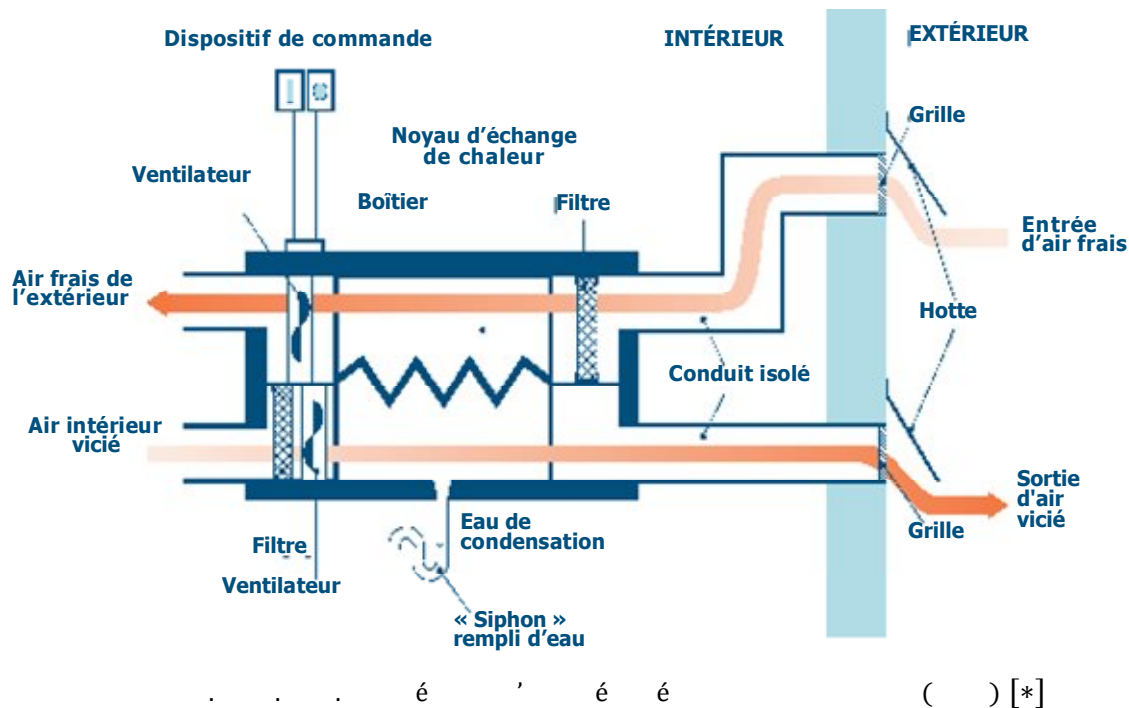 Dispositif de commande
INTÉRIEUR
EXTÉRIEUR
Grille
Noyau d’échange
de chaleur
Ventilateur
Boîtier
Filtre
Entrée
d’air frais
Air frais de
l’extérieur
Hotte
Conduit isolé
Air intérieur
vicié
Sortie
d'air
vicié
Eau de
condensation
Grille
Filtre
Ventilateur
« Siphon »
rempli d’eau
. . . é ’ é é ( ) [*]